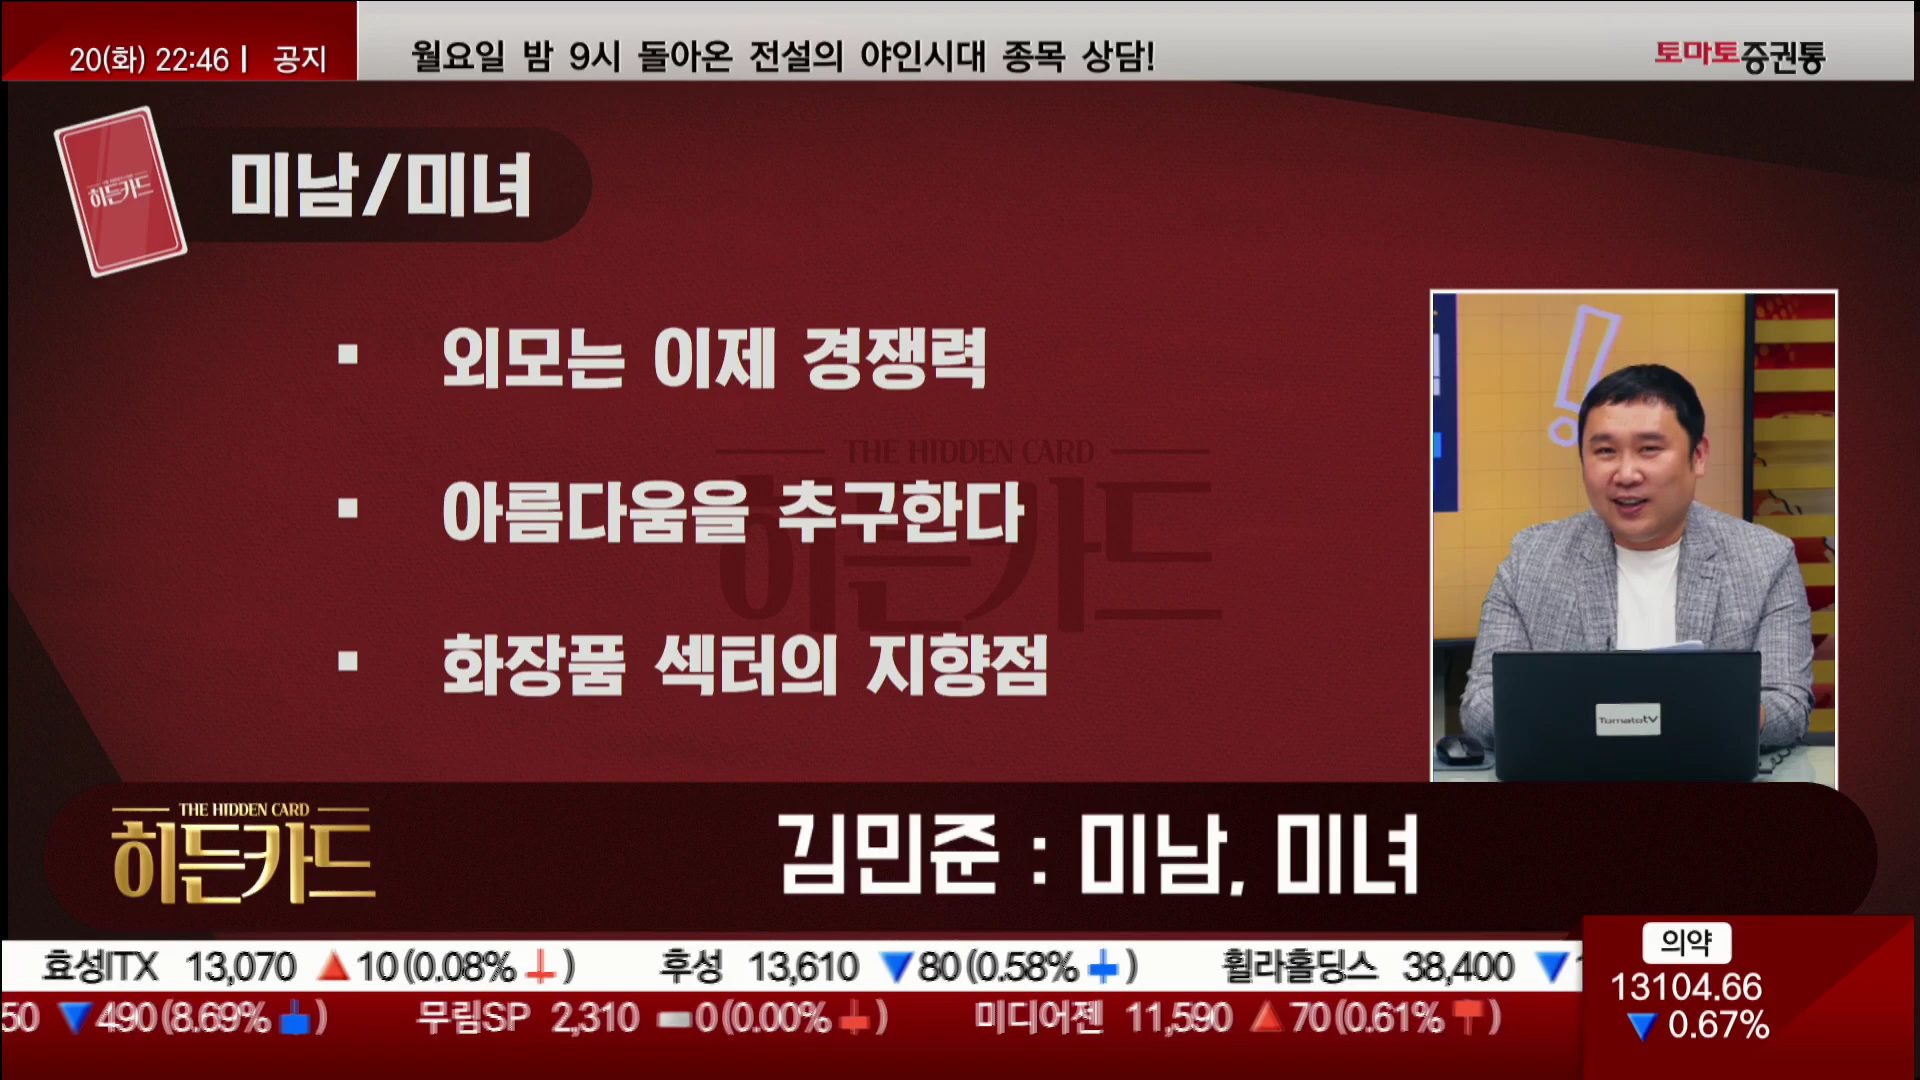 20(화) 22:46 | 공지
월요일 밤 9시 돌아온 전설의 야인시대 종목 상담!
토마토증권통
히든카드
미남/미녀
▪ 외모는 이제 경쟁력
▪ 아름다움을 추구한다
▪ 화장품 섹터의 지향점
THE HIDDEN CARD
히든카드
TomatoTV
THE HIDDEN CARD
히든카드
김민준 : 미남, 미녀
효성ITX 13,070 ▲10(0.08%) 후성 13,610 ▼80(0.58%) 휠라홀딩스 38,400 ▼
50 ▼490(8.69%) 무림SP 2,310 0(0.00%) 미디어젠 11,590 ▲70(0.61%)
의약
13104.66
▼ 0.67%